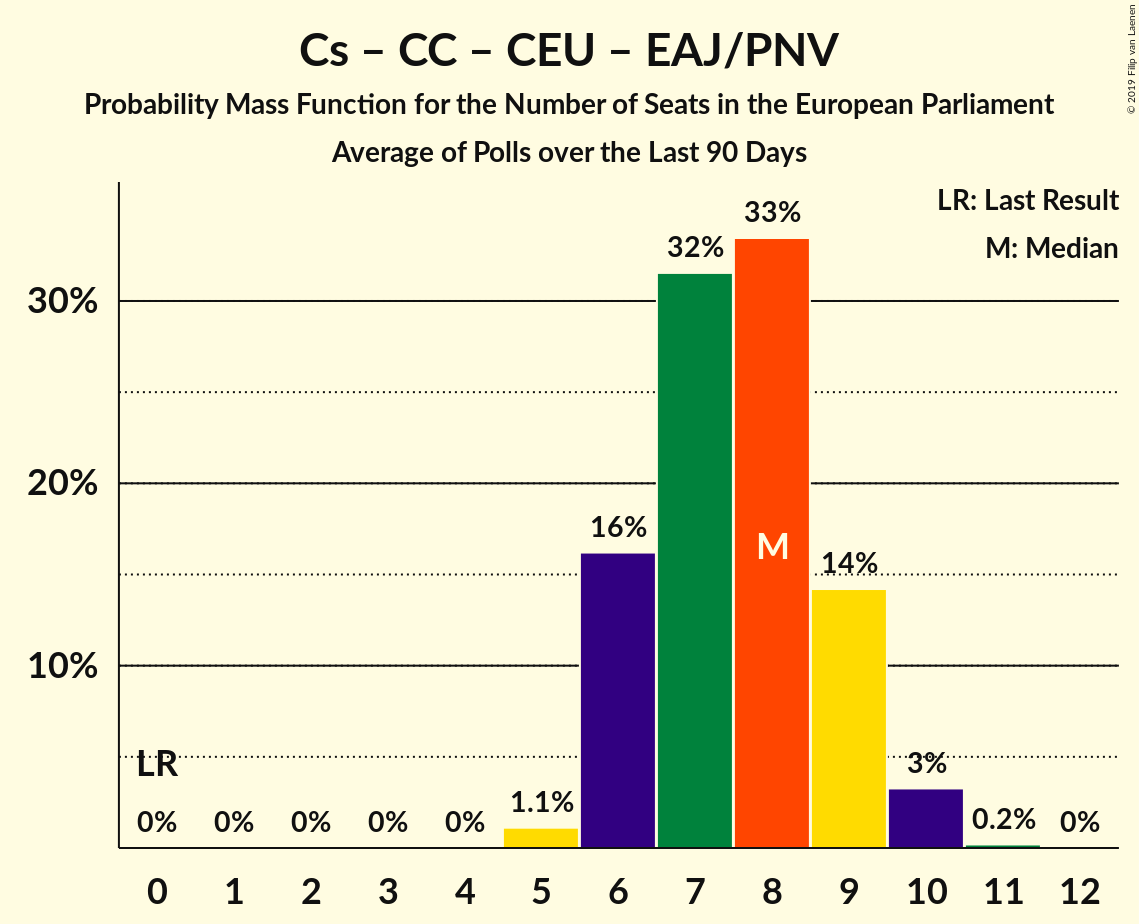 Cs – CC – CEU – EAJ/PNV
Probability Mass Function for the Number of Seats in the European Parliament
Average of Polls over the Last 90 Days
© 2019 Filip van Laenen
LR: Last Result
M: Median
33%
32%
30%
20%
16%
M
14%
10%
LR
3%
1.1%
0% 0% 0% 0% 0% 0.2% 0%
0 1 2 3 4 5 6 7 8 9 10 11 12